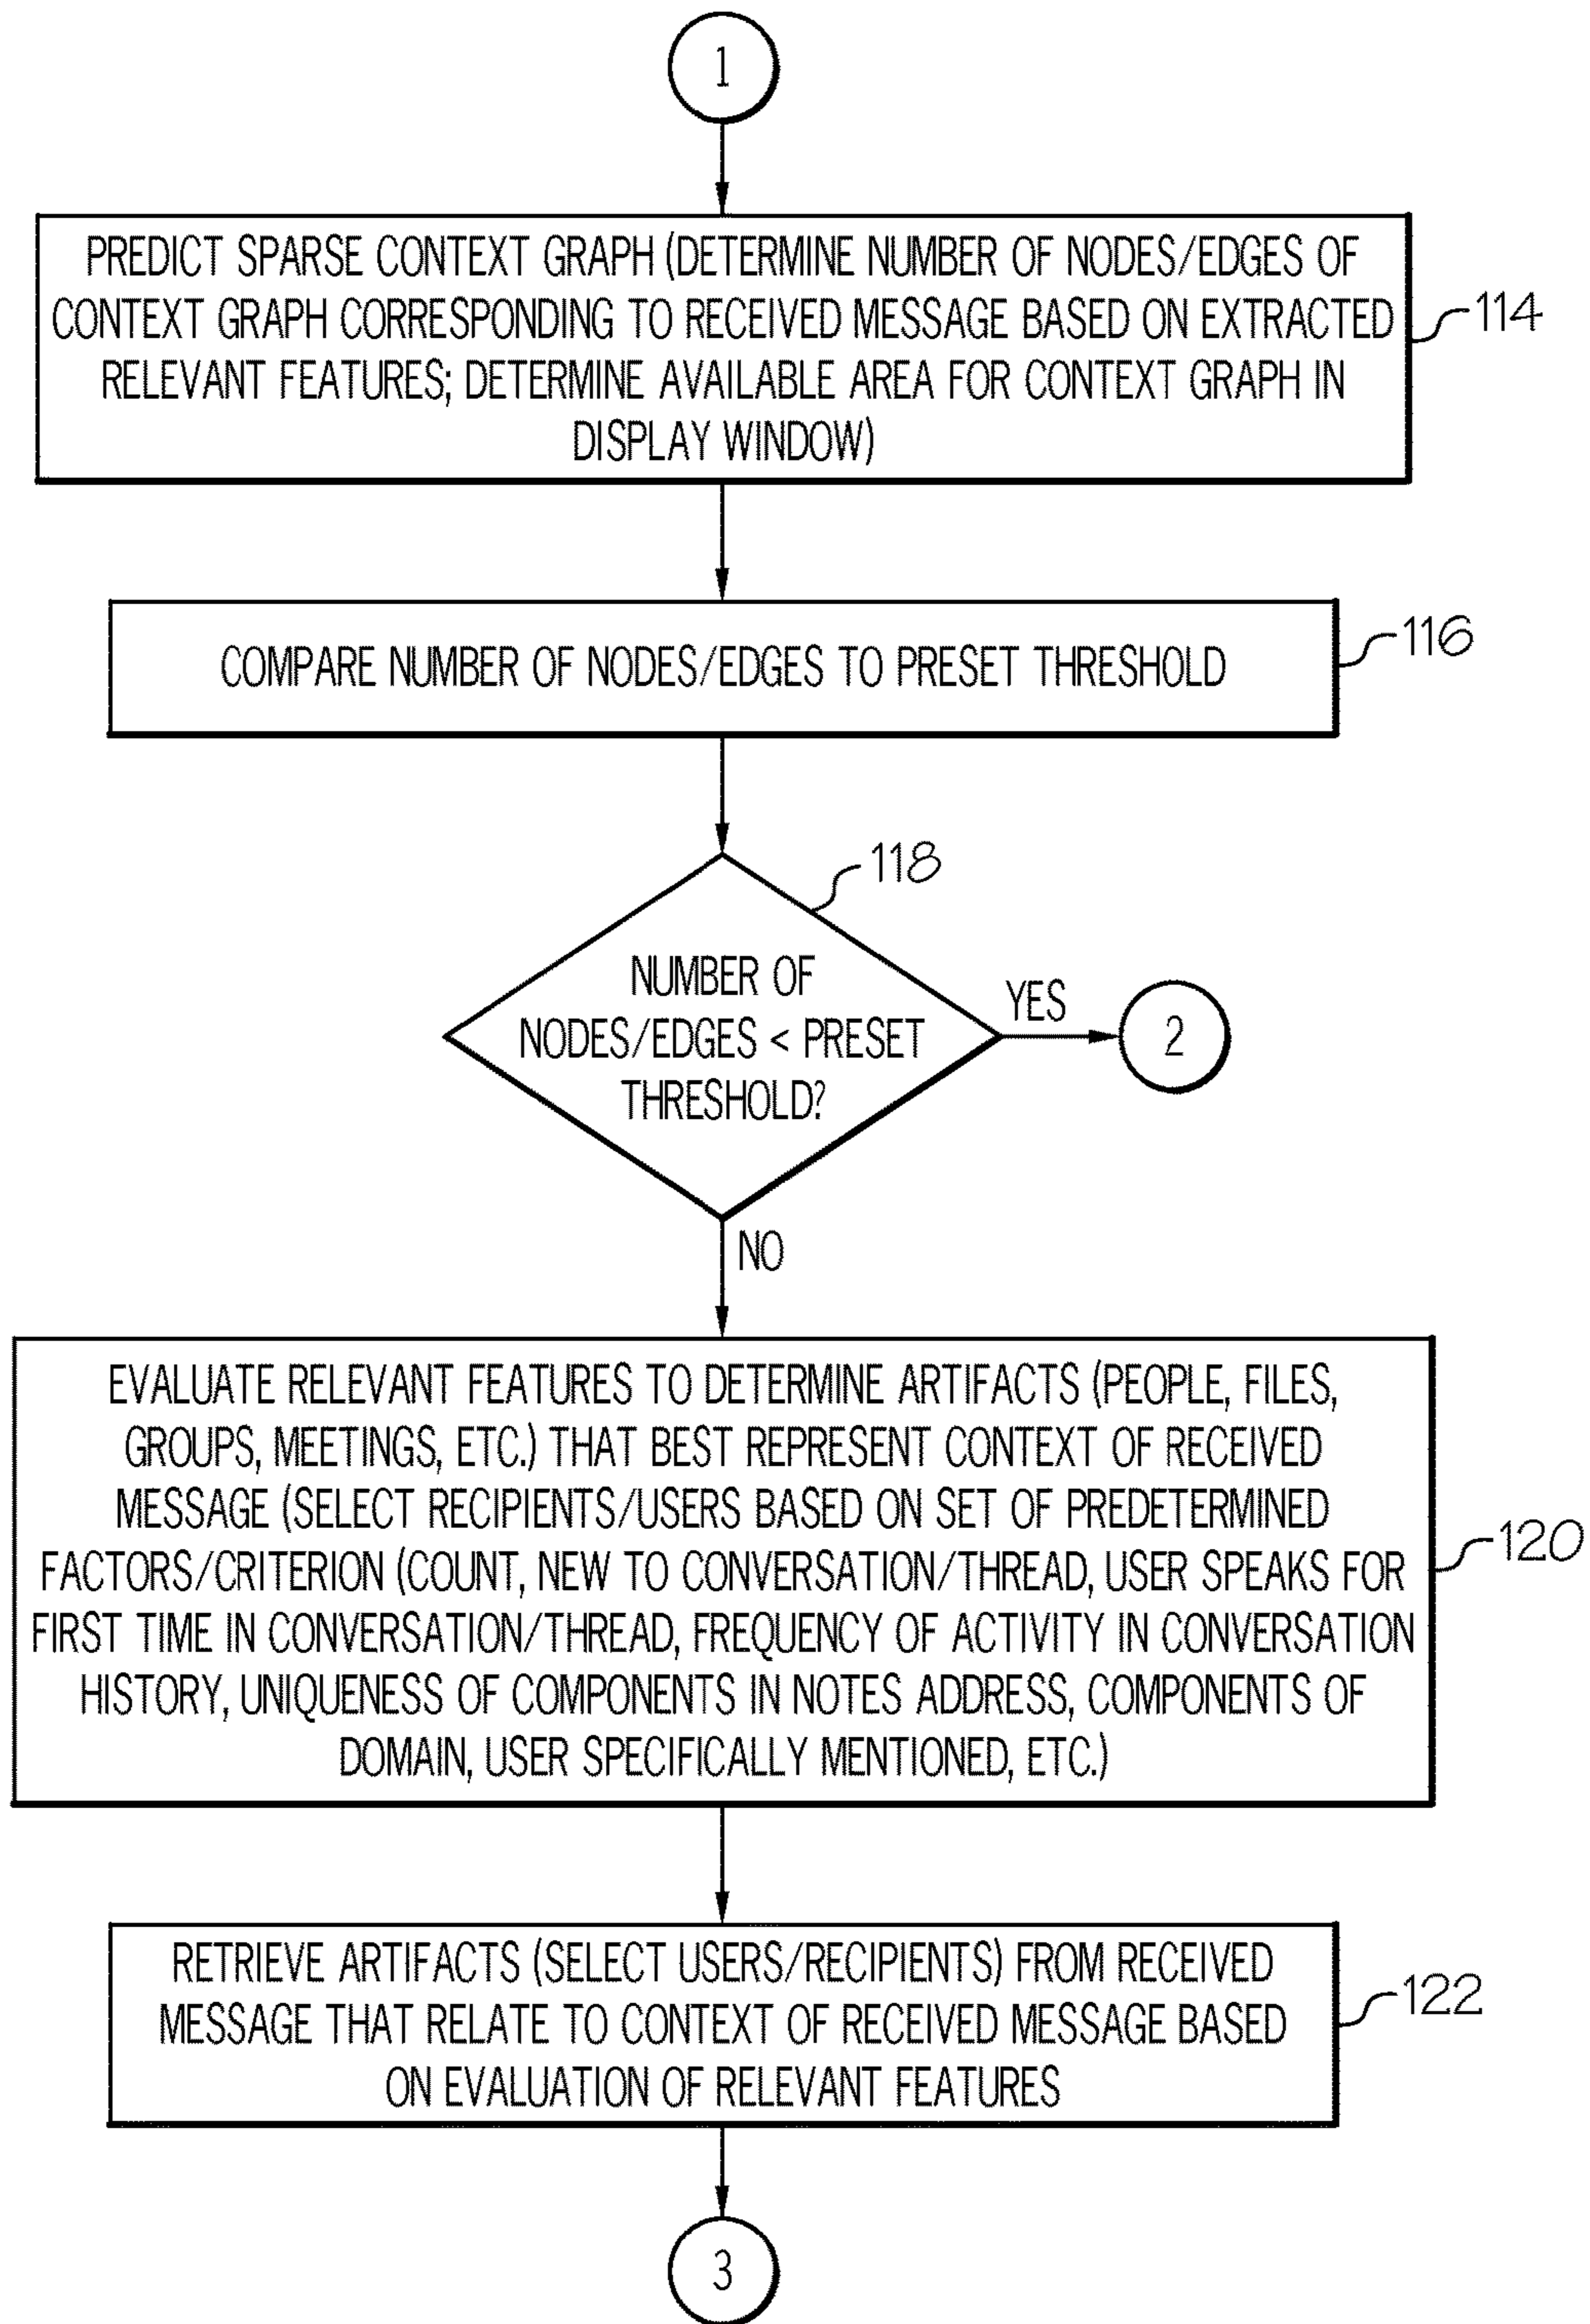 1
PREDICT SPARSE CONTEXT GRAPH (DETERMINE NUMBER OF NODES/EDGES OF
CONTEXT GRAPH CORRESPONDING TO RECEIVED MESSAGE BASED ON EXTRACTED
RELEVANT FEATURES; DETERMINE AVAILABLE AREA FOR CONTEXT GRAPH IN
DISPLAY WINDOW)
114
COMPARE NUMBER OF NODES/EDGES TO PRESET THRESHOLD
116
118
NUMBER OF
NODES/EDGES < PRESET
THRESHOLD?
YES
2
NO
EVALUATE RELEVANT FEATURES TO DETERMINE ARTIFACTS (PEOPLE, FILES,
GROUPS, MEETINGS, ETC.) THAT BEST REPRESENT CONTEXT OF RECEIVED
MESSAGE (SELECT RECIPIENTS/USERS BASED ON SET OF PREDETERMINED
FACTORS/CRITERION (COUNT, NEW TO CONVERSATION/THREAD, USER SPEAKS FOR
FIRST TIME IN CONVERSATION/THREAD, FREQUENCY OF ACTIVITY IN CONVERSATION
HISTORY, UNIQUENESS OF COMPONENTS IN NOTES ADDRESS, COMPONENTS OF
DOMAIN, USER SPECIFICALLY MENTIONED, ETC.)
120
RETRIEVE ARTIFACTS (SELECT USERS/RECIPIENTS) FROM RECEIVED
MESSAGE THAT RELATE TO CONTEXT OF RECEIVED MESSAGE BASED
ON EVALUATION OF RELEVANT FEATURES
122
3